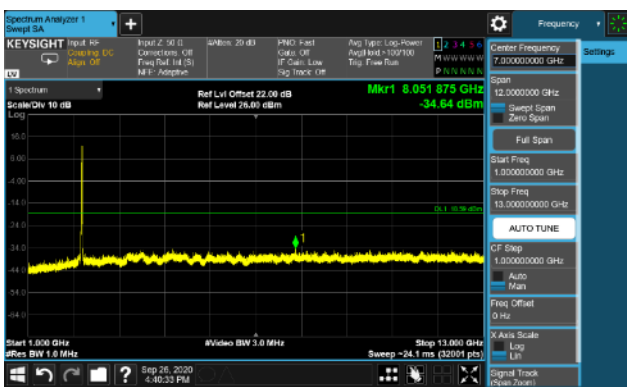 Spectrum Analyzer 1
Swept SA
Frequency
KEYSIGHT
Input: RF
Coupling: DC
Align: Off
Input Z: 50 Ω
Corrections: Off
Freq Ref: Int (S)
NFE: Adaptive
#Atten: 20 dB
PNO: Fast
Gate: Off
IF Gain: Low
Sig Track: Off
Avg Type: Log-Power
Avg|Hold:>100/100
Trig: Free Run
1 2 3 4 5 6
M W W W W W
P N N N N N
LV
1 Spectrum
Scale/Div 10 dB
Log
Ref Lvl Offset 22.00 dB
Ref Level 26.00 dBm
Mkr1 8.051 875 GHz
-34.64 dBm
16.0
6.00
-4.00
-14.0
-24.0
-34.0
-44.0
-54.0
-64.0
1
Start 1.000 GHz
#Res BW 1.0 MHz
#Video BW 3.0 MHz
Stop 13.000 GHz
Sweep ~24.1 ms (32001 pts)
Sep 26, 2020
4:40:33 PM
Center Frequency
7.000000000 GHz
Settings
Span
12.0000000 GHz
Swept Span
Zero Span
Full Span
Start Freq
1.000000000 GHz
Stop Freq
13.000000000 GHz
AUTO TUNE
CF Step
1.000000000 GHz
Auto
Man
Freq Offset
0 Hz
X Axis Scale
Log
Lin
Signal Track
(Span Zoom)